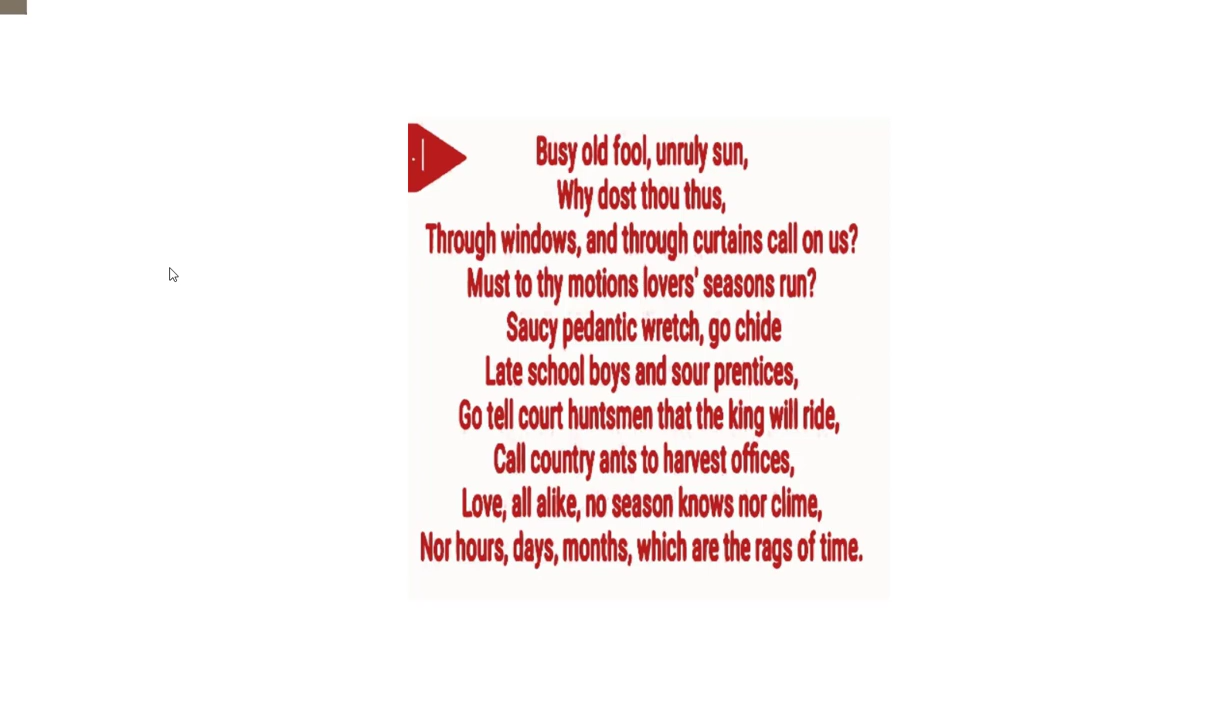 Busy old fool, unruly sun,
Why dost thou thus,
Through windows, and through curtains call on us?
Must to thy motions lovers' seasons run?
Saucy pedantic wretch, go chide
Late school boys and sour prentices,
Go tell court huntsmen that the king will ride,
Call country ants to harvest offices,
Love, all alike, no season knows nor clime,
Nor hours, days, months, which are the rags of time.